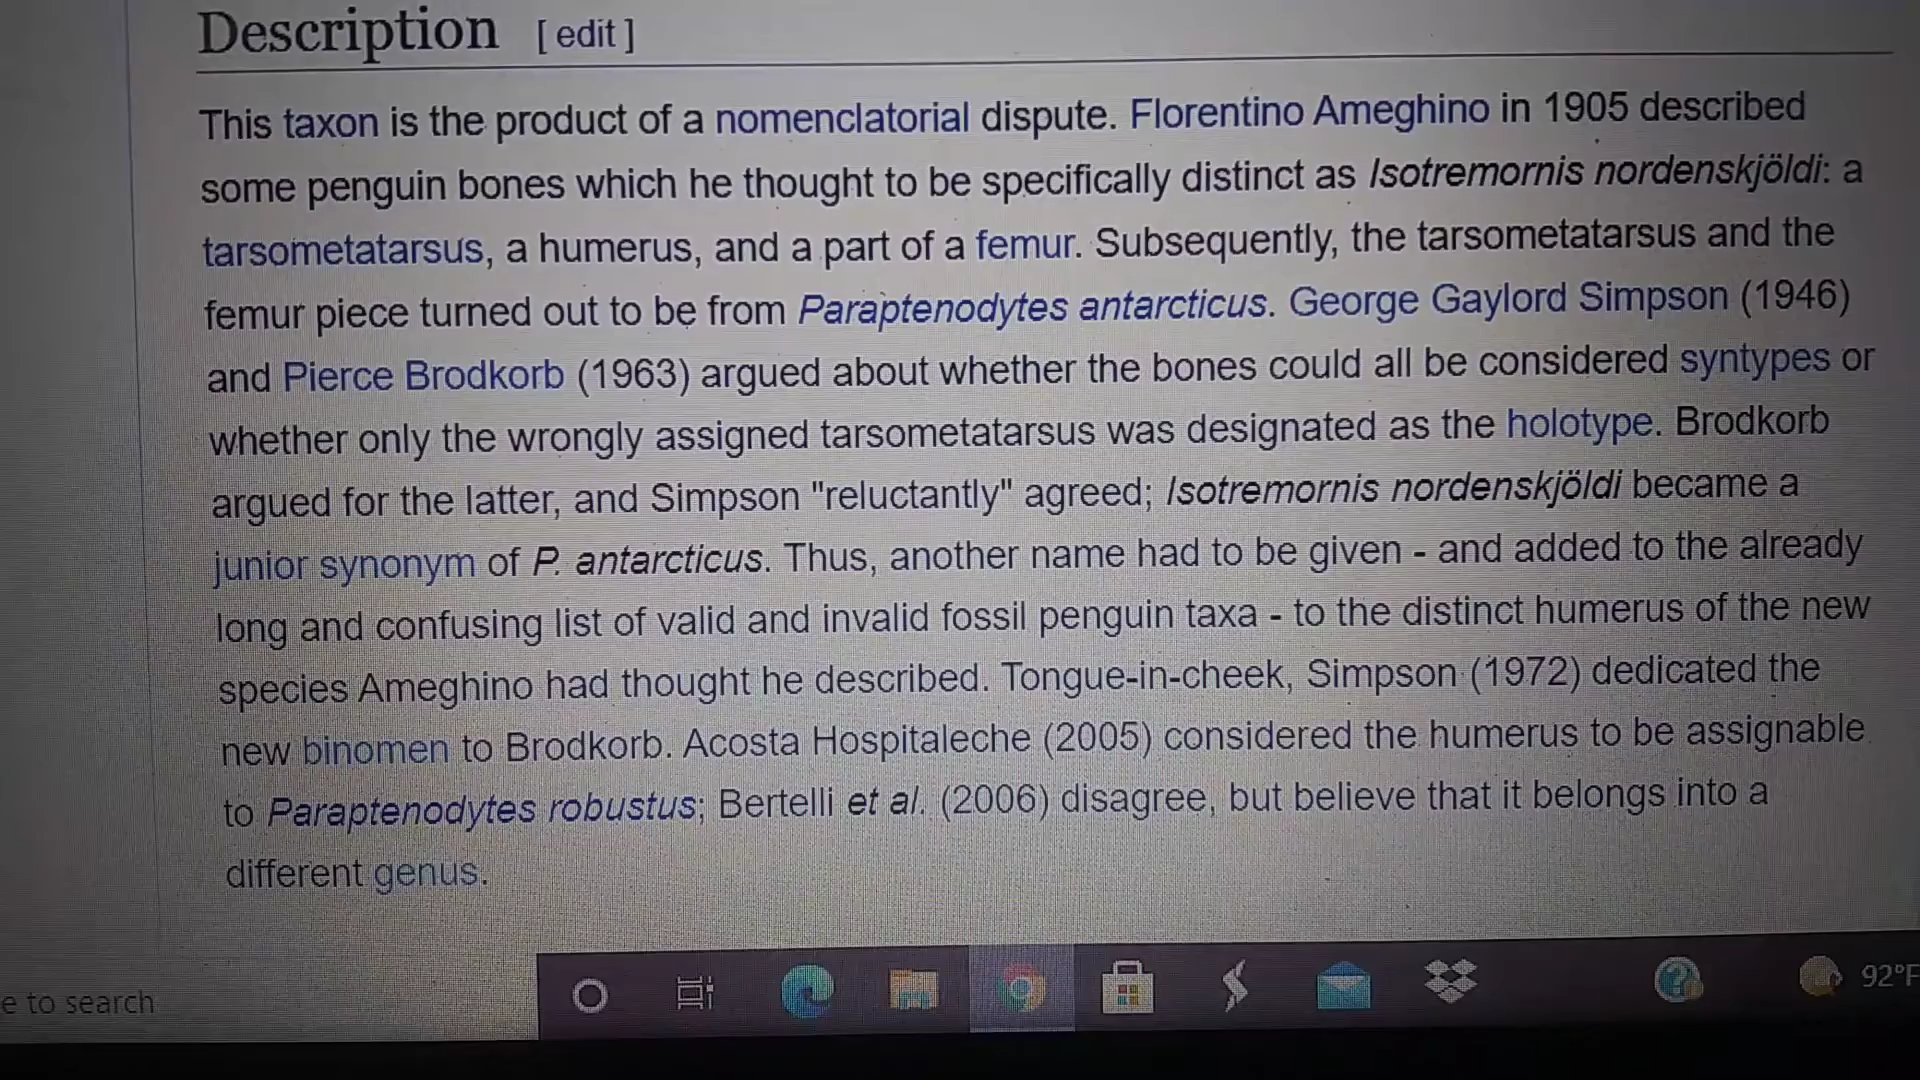 Description [ edit ]
This taxon is the product of a nomenclatorial dispute. Florentino Ameghino in 1905 described
some penguin bones which he thought to be specifically distinct as Isotremornis nordenskjöldi: a
tarsometatarsus, a humerus, and a part of a femur. Subsequently, the tarsometatarsus and the
femur piece turned out to be from Paraptenodytes antarcticus. George Gaylord Simpson (1946)
and Pierce Brodkorb (1963) argued about whether the bones could all be considered syntypes or
whether only the wrongly assigned tarsometatarsus was designated as the holotype. Brodkorb
argued for the latter, and Simpson "reluctantly" agreed; Isotremornis nordenskjöldi became a
junior synonym of P. antarcticus. Thus, another name had to be given - and added to the already
long and confusing list of valid and invalid fossil penguin taxa - to the distinct humerus of the new
species Ameghino had thought he described. Tongue-in-cheek, Simpson (1972) dedicated the
new binomen to Brodkorb. Acosta Hospitaleche (2005) considered the humerus to be assignable
to Paraptenodytes robustus; Bertelli et al. (2006) disagree, but believe that it belongs into a
different genus.
e to search
92°F